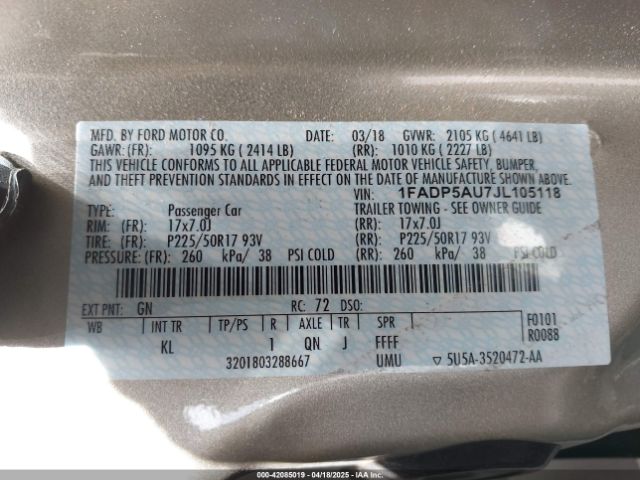 MFD. BY FORD MOTOR CO. DATE: 03/18 GVWR: 2105 KG ( 4641 LB)
GAWR: (FR): 1095 KG ( 2414 LB) (RR): 1010 KG ( 2227 LB)
THIS VEHICLE CONFORMS TO ALL APPLICABLE FEDERAL MOTOR VEHICLE SAFETY, BUMPER,
AND THEFT PREVENTION STANDARDS IN EFFECT ON THE DATE OF MANUFACTURE SHOWN ABOVE.
VIN: 1FADP5AU7JL105118
TYPE: Passenger Car TRAILER TOWING - SEE OWNER GUIDE
RIM: (FR): 17x7.0J (RR): 17x7.0J
TIRE: (FR): P225/50R17 93V (RR): P225/50R17 93V
PRESSURE: (FR): 260 kPa/ 38 PSI COLD (RR): 260 kPa/ 38 PSI COLD
EXT PNT: GN RC: 72 DSO: F0101
WB INT TR TP/PS R AXLE TR SPR R0088
KL 1 QN J FFFF
3201803288667 UMU ▽ 5U5A-3520472-AA
000-42085019 - 04/18/2025 - IAA Inc.